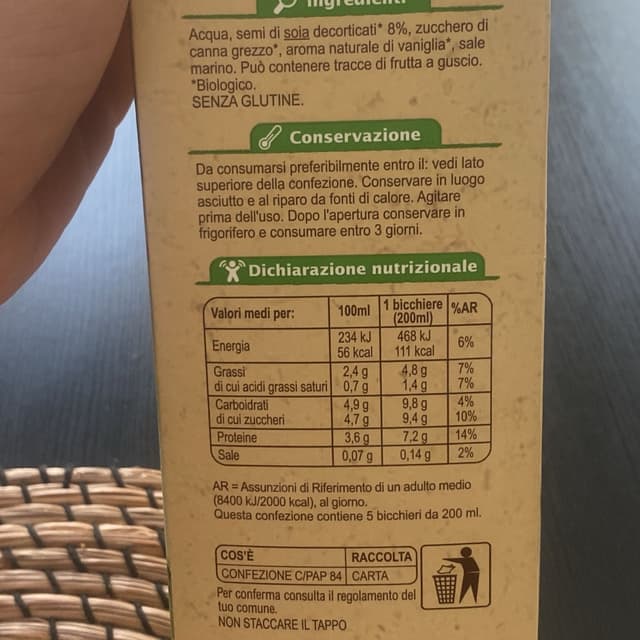 Ingredienti
Acqua, semi di soia decorticati* 8%, zucchero di
canna grezzo*, aroma naturale di vaniglia*, sale
marino. Può contenere tracce di frutta a guscio.
*Biologico.
SENZA GLUTINE.
Conservazione
Da consumarsi preferibilmente entro il: vedi lato
superiore della confezione. Conservare in luogo
asciutto e al riparo da fonti di calore. Agitare
prima dell'uso. Dopo l'apertura conservare in
frigorifero e consumare entro 3 giorni.
Dichiarazione nutrizionale
Valori medi per: 100ml 1 bicchiere (200ml) %AR
Energia 234 kJ 468 kJ 6%
56 kcal 111 kcal
Grassi 2,4 g 4,8 g 7%
di cui acidi grassi saturi 0,7 g 1,4 g 7%
Carboidrati 4,9 g 9,8 g 4%
di cui zuccheri 4,7 g 9,4 g 10%
Proteine 3,6 g 7,2 g 14%
Sale 0,07 g 0,14 g 2%
AR = Assunzioni di Riferimento di un adulto medio
(8400 kJ/2000 kcal), al giorno.
Questa confezione contiene 5 bicchieri da 200 ml.
COS'È RACCOLTA
CONFEZIONE C/PAP 84 CARTA
Per conferma consulta il regolamento del
tuo comune.
NON STACCARE IL TAPPO